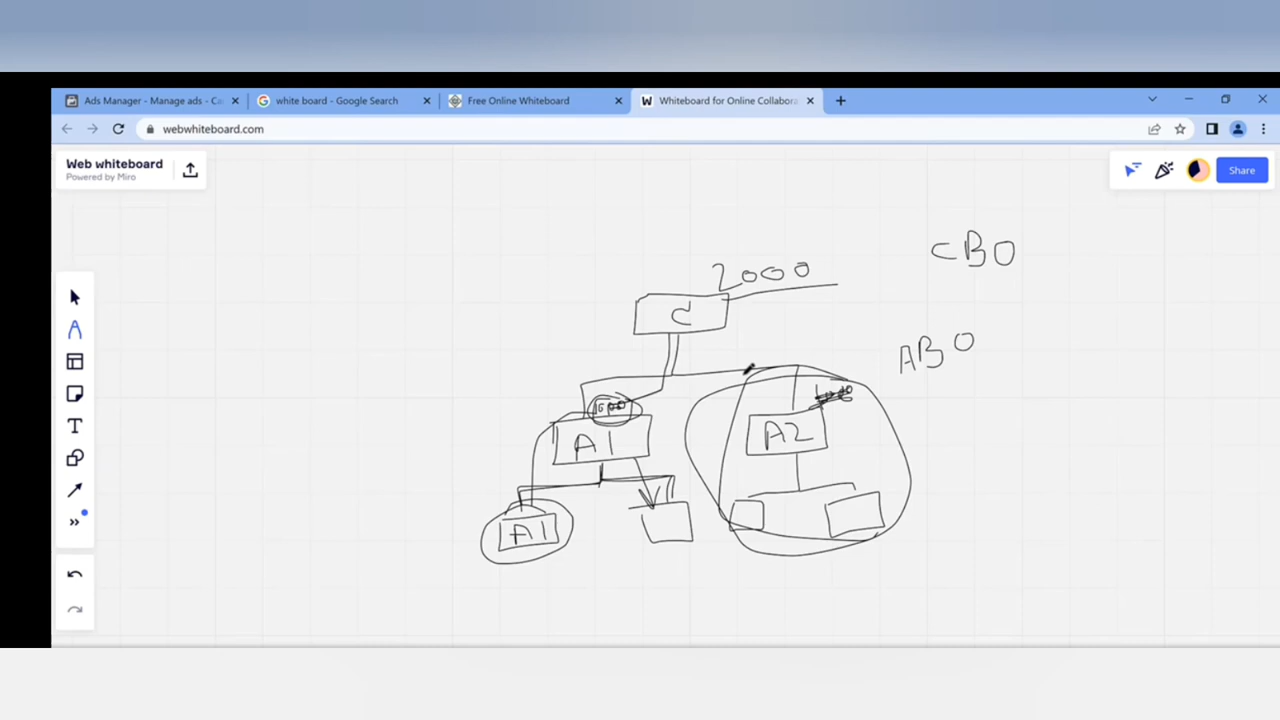 Ads Manager - Manage ads - Ca
white board - Google Search
Free Online Whiteboard
Whiteboard for Online Collabora
webwhiteboard.com
Web whiteboard
Powered by Miro
Share
CBO
2000
C
ABO
A1
A2
A1